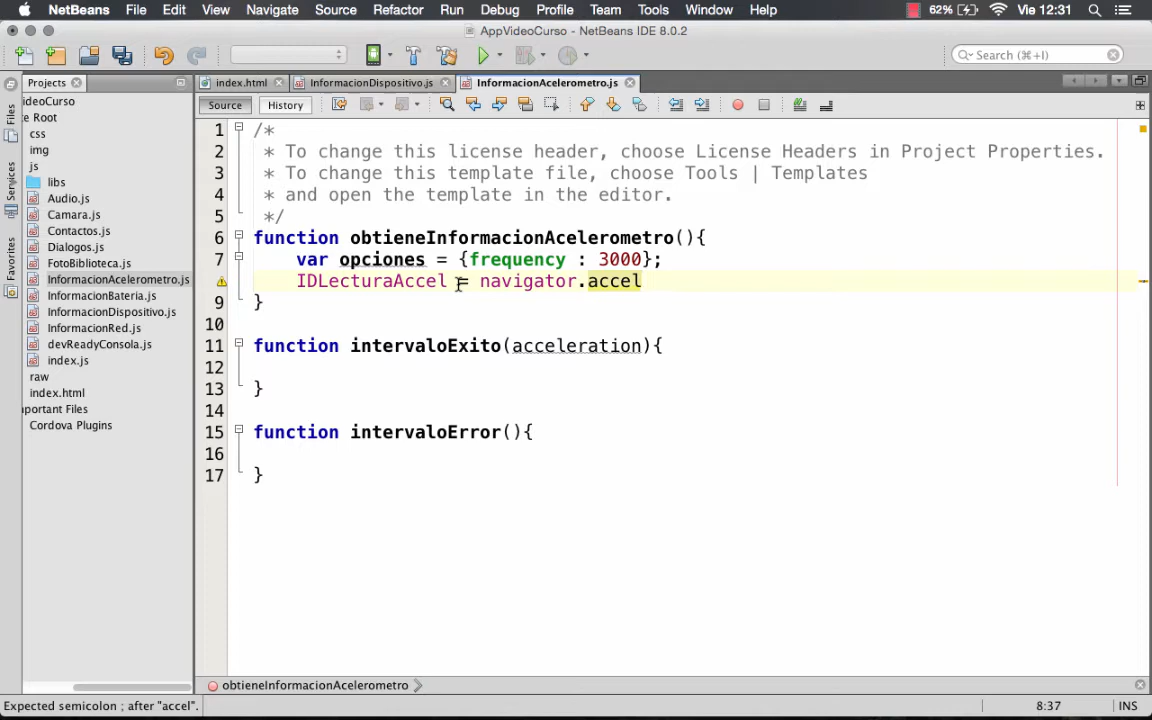 NetBeans File Edit View Navigate Source Refactor Run Debug Profile Team Tools Window Help 62% Vie 12:31
AppVideoCurso - NetBeans IDE 8.0.2
Search (⌘+I)
Projects index.html InformacionDispositivo.js InformacionAcelerometro.js
Source History
Files
Services
Favorites
ideoCurso
e Root
css
img
js
libs
Audio.js
Camara.js
Contactos.js
Dialogos.js
FotoBiblioteca.js
InformacionAcelerometro.js
InformacionBateria.js
InformacionDispositivo.js
InformacionRed.js
devReadyConsola.js
index.js
raw
index.html
portant Files
Cordova Plugins
1 /*
2 * To change this license header, choose License Headers in Project Properties.
3 * To change this template file, choose Tools | Templates
4 * and open the template in the editor.
5 */
6 function obtieneInformacionAcelerometro(){
7 var opciones = {frequency : 3000};
IDLecturaAccel = navigator.accel
9 }
10
11 function intervaloExito(acceleration){
12
13 }
14
15 function intervaloError(){
16
17 }
obtieneInformacionAcelerometro
Expected semicolon ; after "accel". 8:37 INS